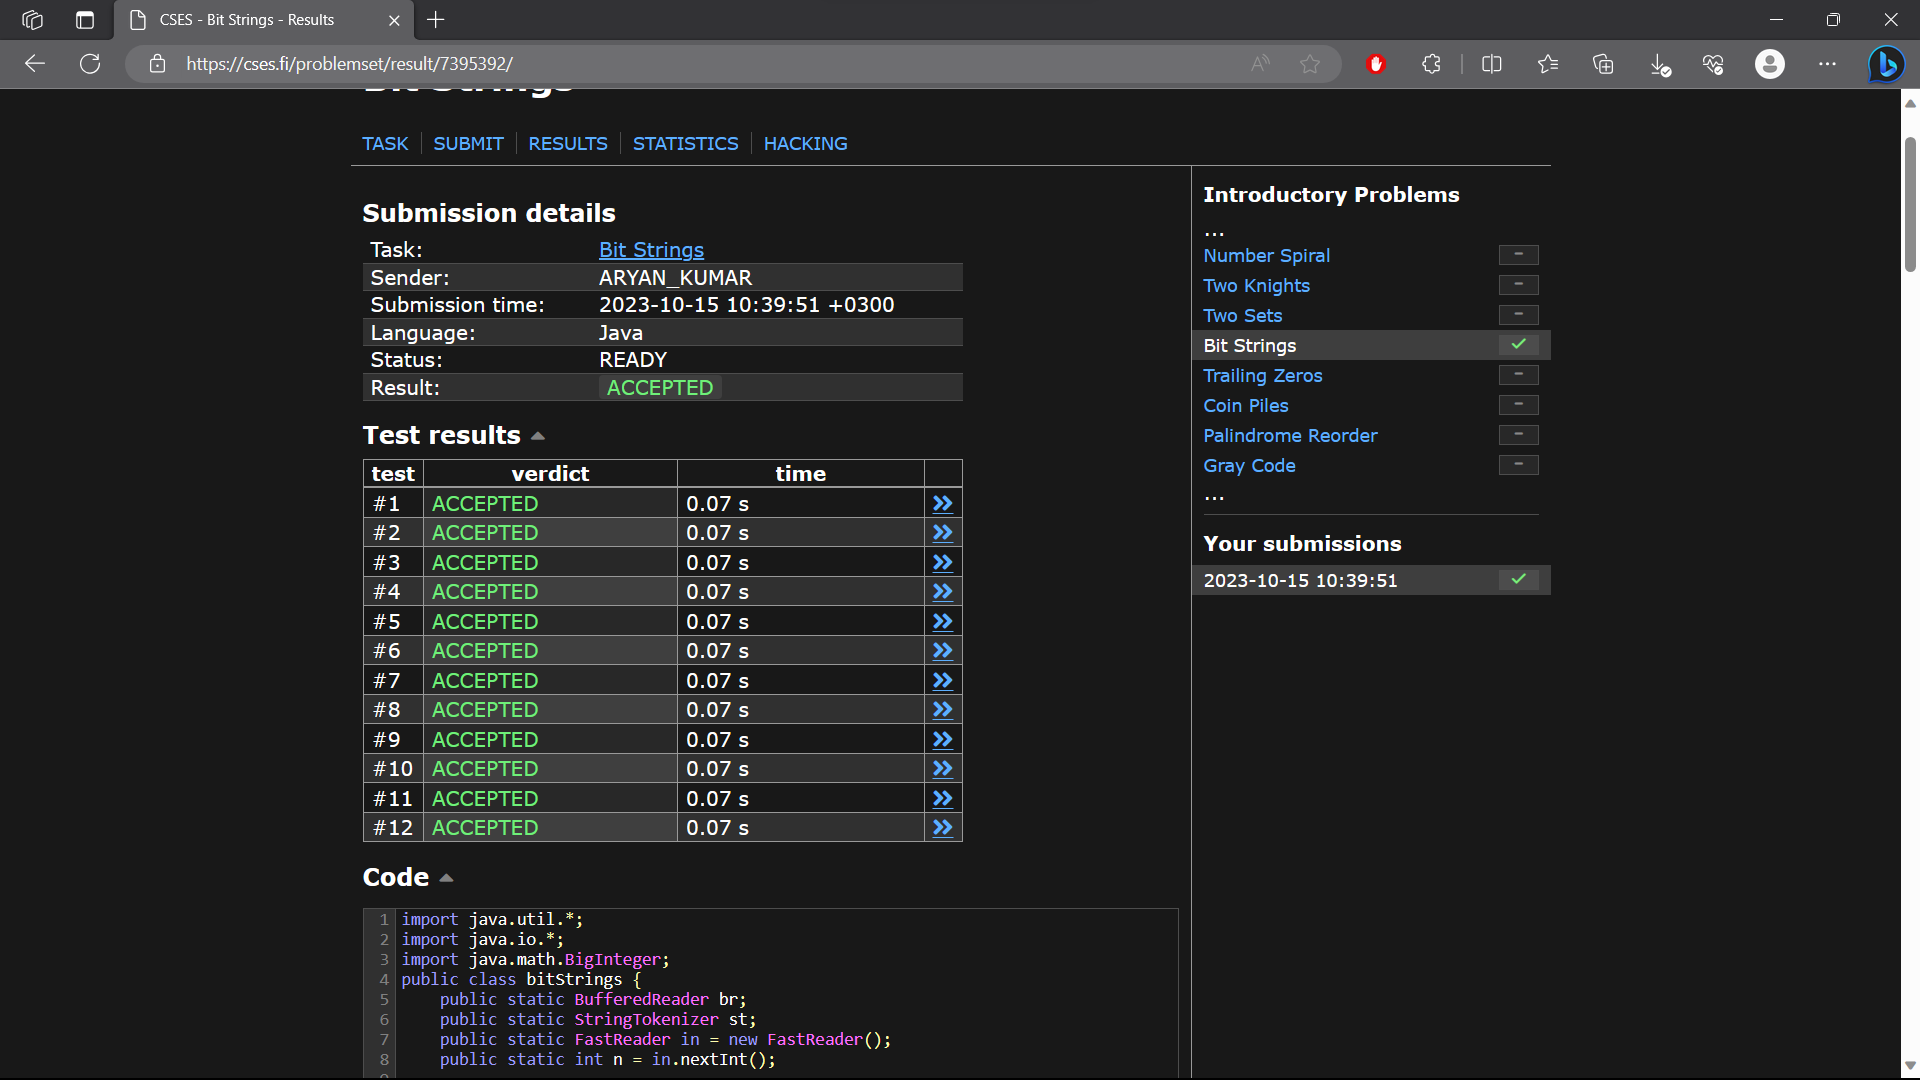 CSES - Bit Strings - Results
https://cses.fi/problemset/result/7395392/
Bit Strings
TASK SUBMIT RESULTS STATISTICS HACKING
Submission details
Task: Bit Strings
Sender: ARYAN_KUMAR
Submission time: 2023-10-15 10:39:51 +0300
Language: Java
Status: READY
Result: ACCEPTED
Test results
test verdict time
#1 ACCEPTED 0.07 s >>
#2 ACCEPTED 0.07 s >>
#3 ACCEPTED 0.07 s >>
#4 ACCEPTED 0.07 s >>
#5 ACCEPTED 0.07 s >>
#6 ACCEPTED 0.07 s >>
#7 ACCEPTED 0.07 s >>
#8 ACCEPTED 0.07 s >>
#9 ACCEPTED 0.07 s >>
#10 ACCEPTED 0.07 s >>
#11 ACCEPTED 0.07 s >>
#12 ACCEPTED 0.07 s >>
Code
1 import java.util.*;
2 import java.io.*;
3 import java.math.BigInteger;
4 public class bitStrings {
5 public static BufferedReader br;
6 public static StringTokenizer st;
7 public static FastReader in = new FastReader();
8 public static int n = in.nextInt();
Introductory Problems
...
Number Spiral -
Two Knights -
Two Sets -
Bit Strings ✓
Trailing Zeros -
Coin Piles -
Palindrome Reorder -
Gray Code -
...
Your submissions
2023-10-15 10:39:51 ✓